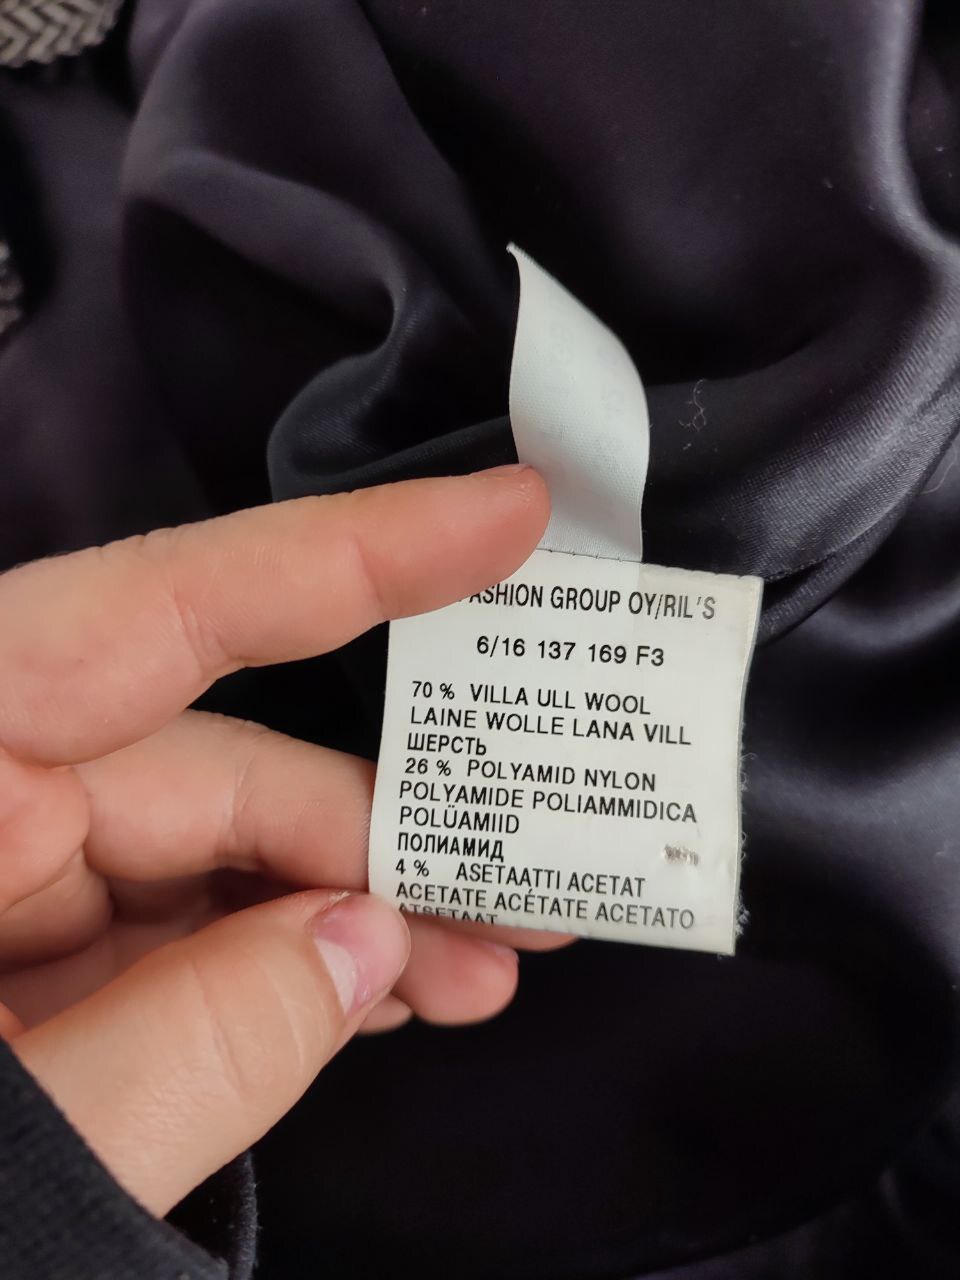 FASHION GROUP OY/RIL'S
6/16 137 169 F3
70 % VILLA ULL WOOL
LAINE WOLLE LANA VILL
ШЕРСТЬ
26 % POLYAMID NYLON
POLYAMIDE POLIAMMIDICA
POLÜAMIID
ПОЛИАМИД
4 % ASETAATTI ACETAT
ACETATE ACÉTATE ACETATO
ATSETAAT